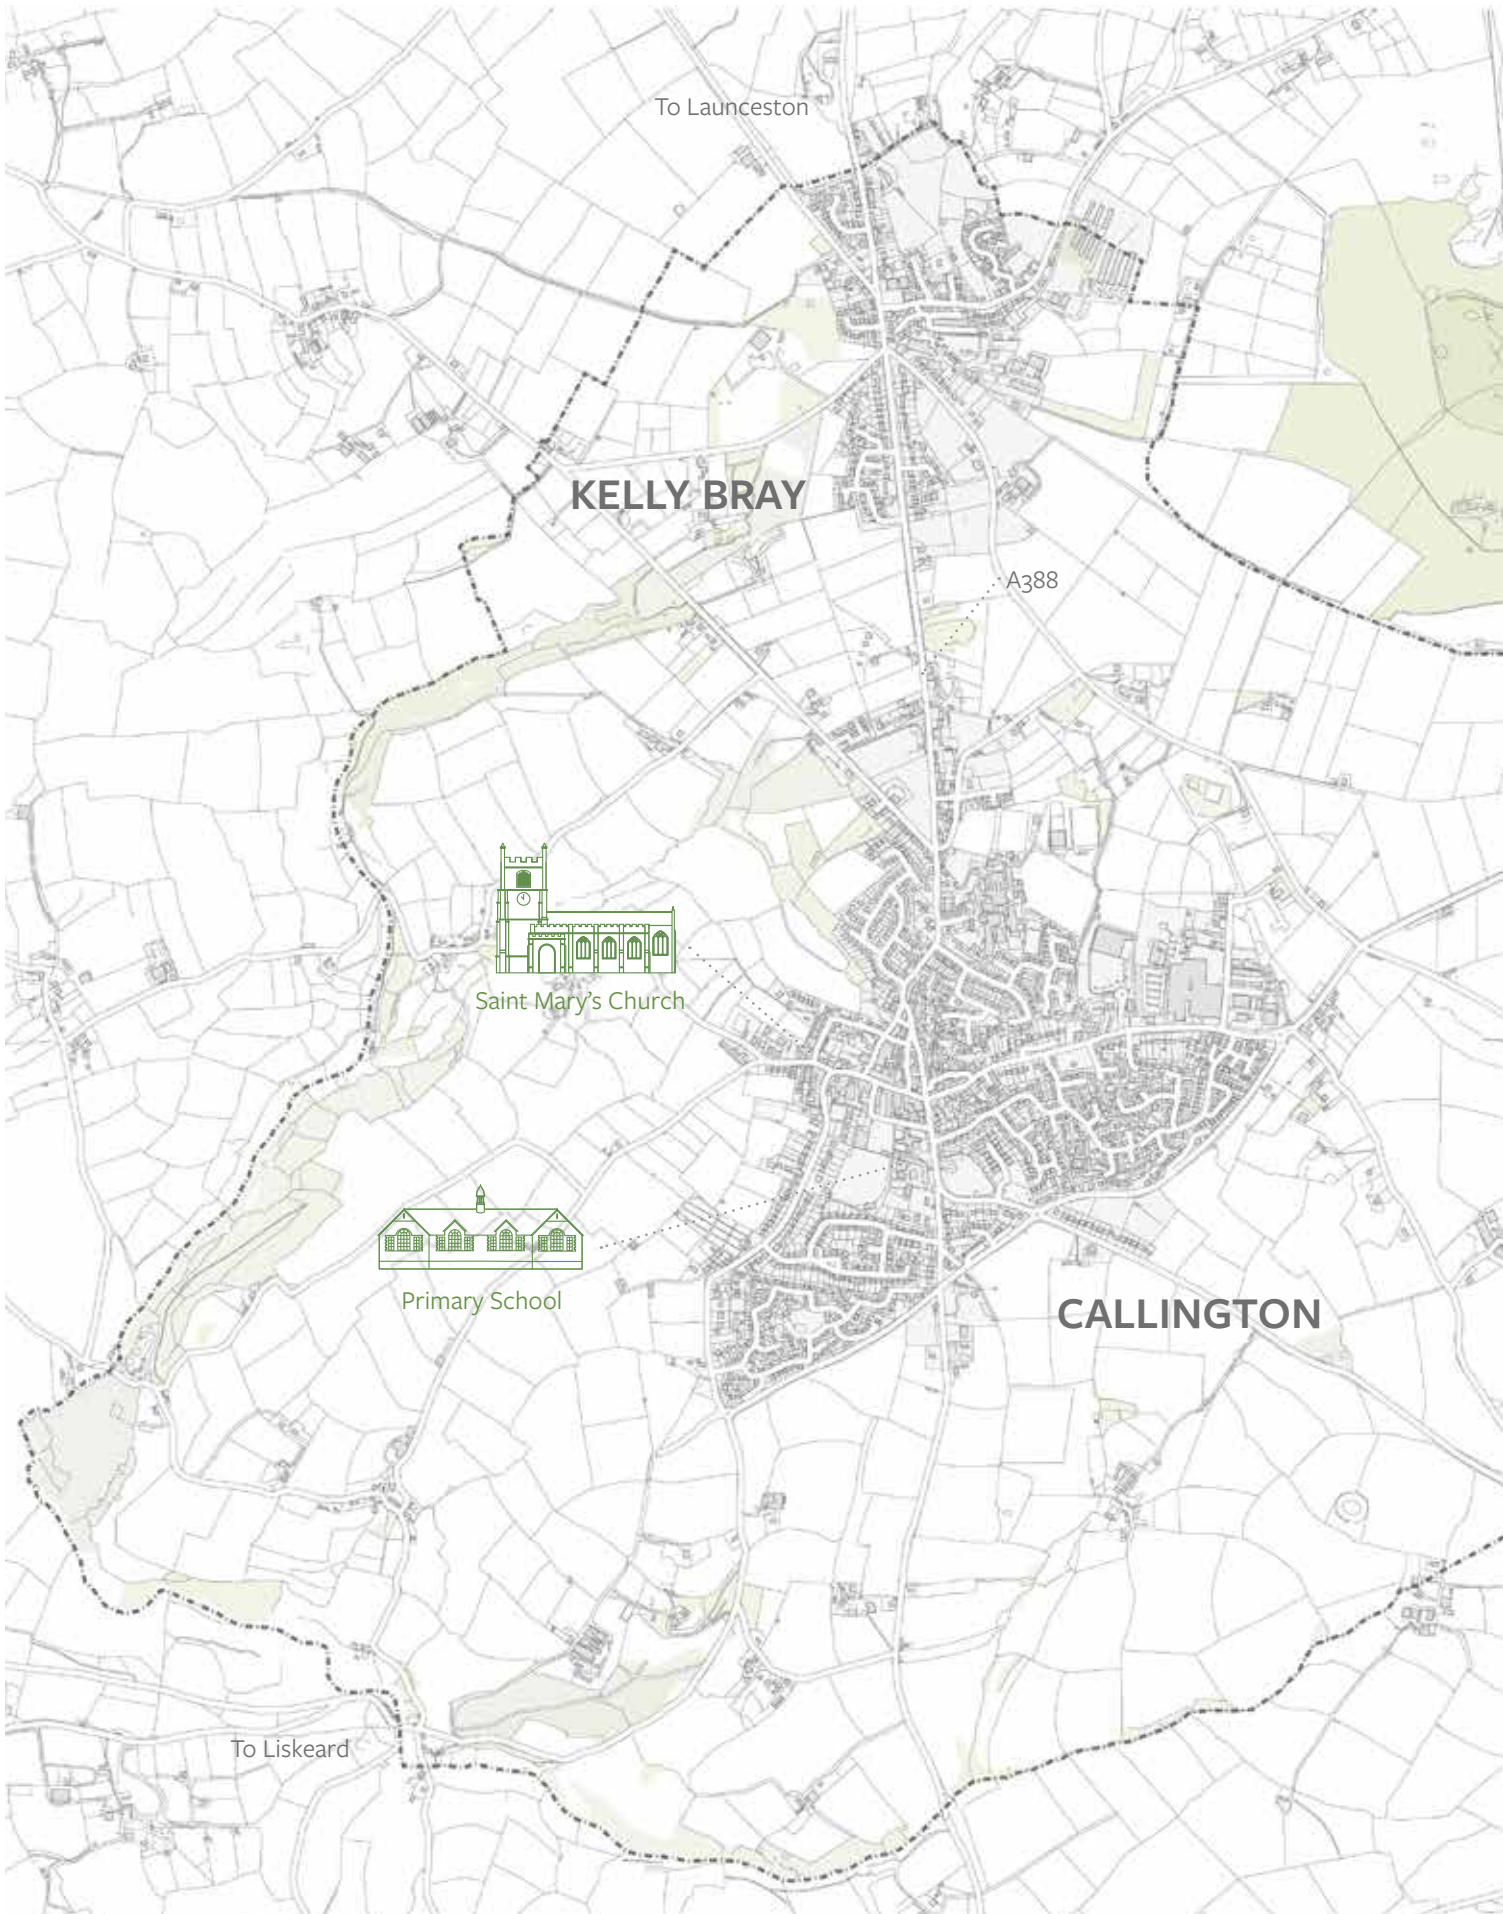 To Launceston
KELLY BRAY
A388
Saint Mary's Church
Primary School
CALLINGTON
To Liskeard